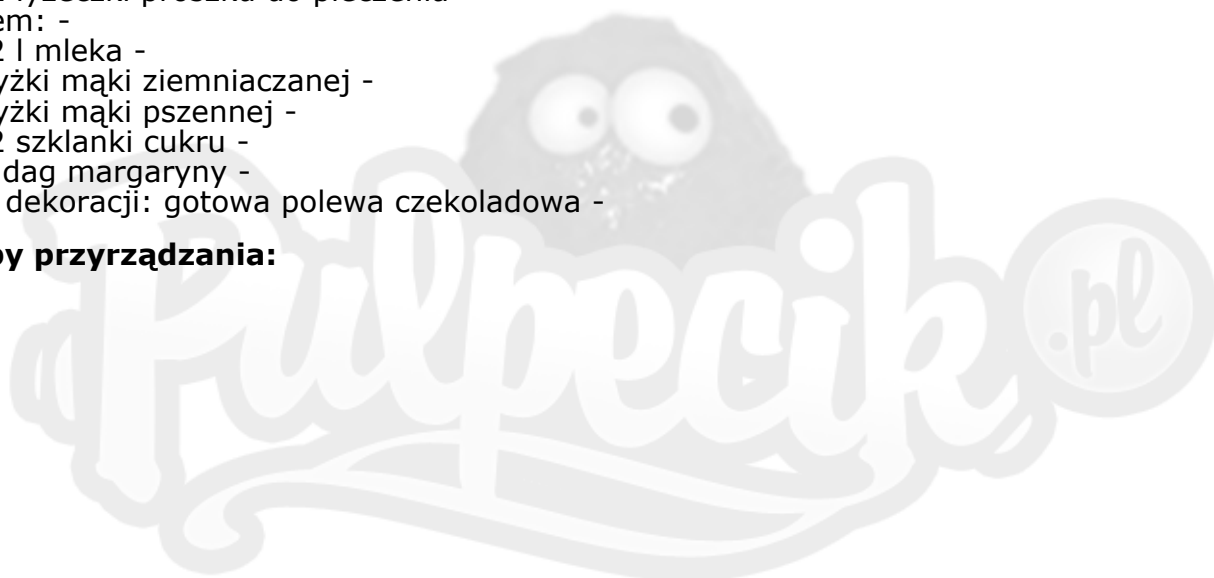 em: -
2 l mleka -
yżki mąki ziemniaczanej -
yżki mąki pszennej -
2 szklanki cukru -
dag margaryny -
dekoracji: gotowa polewa czekoladowa -
by przyrządzania:
Pulpecik
.pl